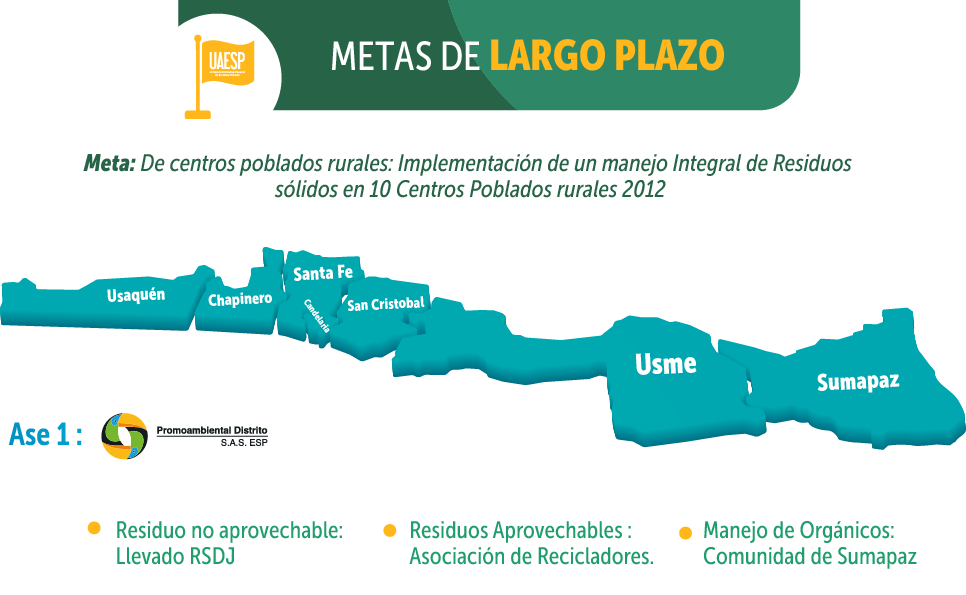 UAESP
METAS DE LARGO PLAZO
Meta: De centros poblados rurales: Implementación de un manejo Integral de Residuos
sólidos en 10 Centros Poblados rurales 2012
Usaquén
Chapinero
Santa Fe
Candelaria
San Cristobal
Usme
Sumapaz
Ase 1 :
Promoambiental Distrito
S.A.S. ESP
Residuo no aprovechable:
Llevado RSDJ
Residuos Aprovechables :
Asociación de Recicladores.
Manejo de Orgánicos:
Comunidad de Sumapaz